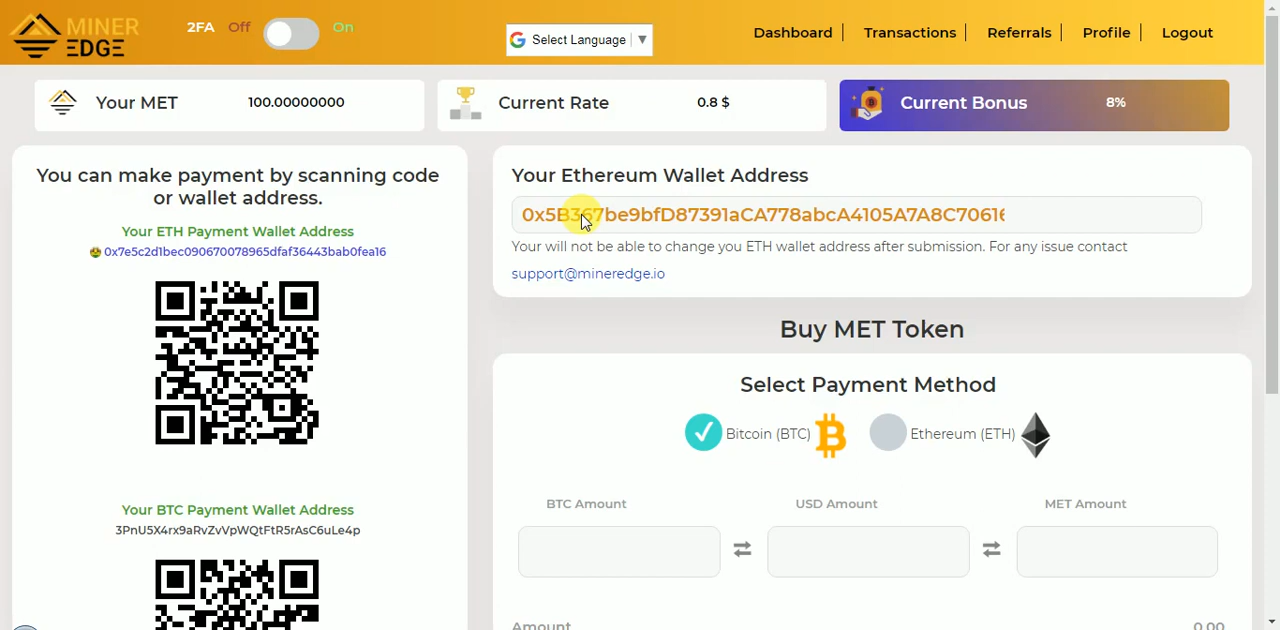 MINER
EDGE
2FA Off On
Select Language ▼
Dashboard Transactions Referrals Profile Logout
Your MET 100.00000000
Current Rate 0.8 $
Current Bonus 8%
You can make payment by scanning code
or wallet address.
Your ETH Payment Wallet Address
0x7e5c2d1bec090670078965dfaf36443bab0fea16
Your BTC Payment Wallet Address
3PnU5X4rx9aRvZvVpWQtFtR5rAsC6uLe4p
Your Ethereum Wallet Address
0x5B367be9bfD87391aCA778abcA4105A7A8C70616
Your will not be able to change you ETH wallet address after submission. For any issue contact
support@mineredge.io
Buy MET Token
Select Payment Method
Bitcoin (BTC) Ethereum (ETH)
BTC Amount USD Amount MET Amount
Amount 0.00